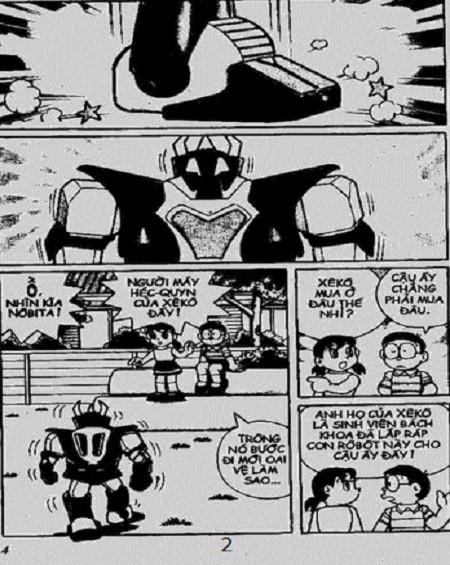 Ồ,
NHÌN KÌA
NÔBITA!
NGƯỜI MÁY
HÉC-QUYN
CỦA XÊKÔ
ĐẤY!
XÊKÔ
MUA Ở
ĐÂU THẾ
NHỈ?
CẬU ẤY
CHẲNG
PHẢI MUA
ĐÂU.
TRÔNG
NÓ BƯỚC
ĐI MỚI OAI
VỆ LÀM
SAO...
ANH HỌ CỦA XÊKÔ
LÀ SINH VIÊN BÁCH
KHOA ĐÃ LẮP RÁP
CON RÔBỐT NÀY CHO
CẬU ẤY ĐẤY!
4
2